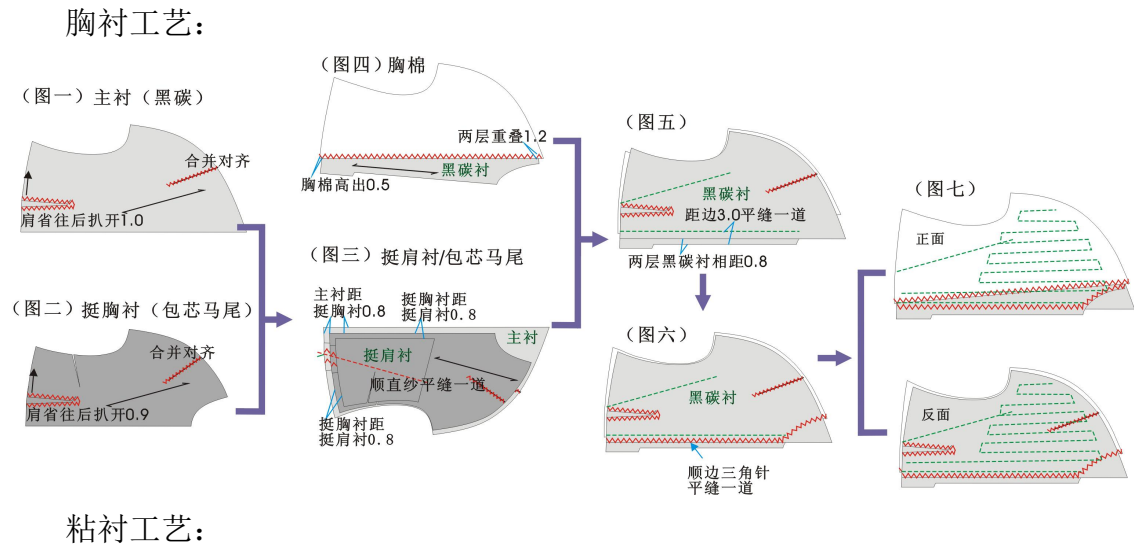 胸衬工艺：
（图一）主衬（黑碳）
合并对齐
肩省往后扒开1.0
（图二）挺胸衬（包芯马尾）
合并对齐
肩省往后扒开0.9
（图四）胸棉
两层重叠1.2
黑碳衬
胸棉高出0.5
（图三）挺肩衬/包芯马尾
主衬距
挺胸衬0.8
挺胸衬距
挺肩衬0.8
主衬
挺肩衬
顺直纱平缝一道
挺胸衬距
挺肩衬0.8
（图五）
黑碳衬
距边3.0平缝一道
两层黑碳衬相距0.8
（图六）
黑碳衬
顺边三角针
平缝一道
（图七）
正面
反面
粘衬工艺：